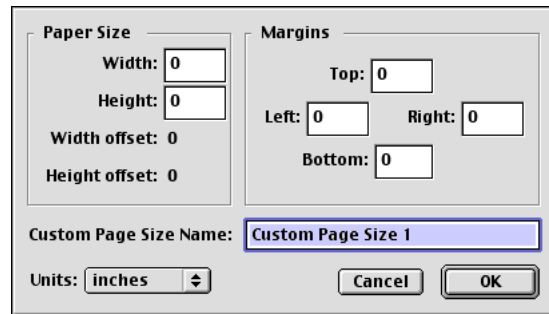 Paper Size
Width: 0
Height: 0
Width offset: 0
Height offset: 0
Margins
Top: 0
Left: 0 Right: 0
Bottom: 0
Custom Page Size Name: Custom Page Size 1
Units: inches
Cancel OK